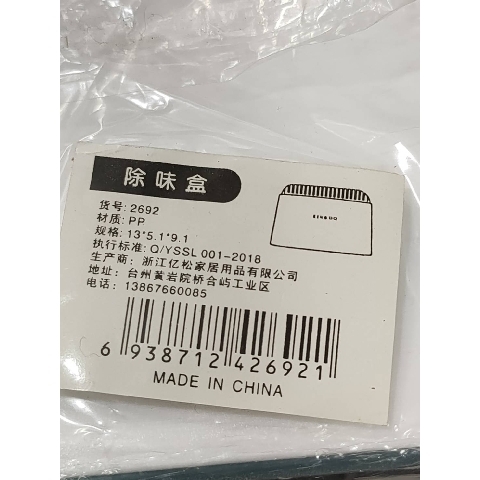 除味盒
货号: 2692
材质: PP
规格: 13*5.1*9.1
执行标准: Q/YSSL 001-2018
生产商: 浙江亿松家居用品有限公司
地址: 台州黄岩院桥合屿工业区
电话: 13867660085
6 938712 426921
MADE IN CHINA